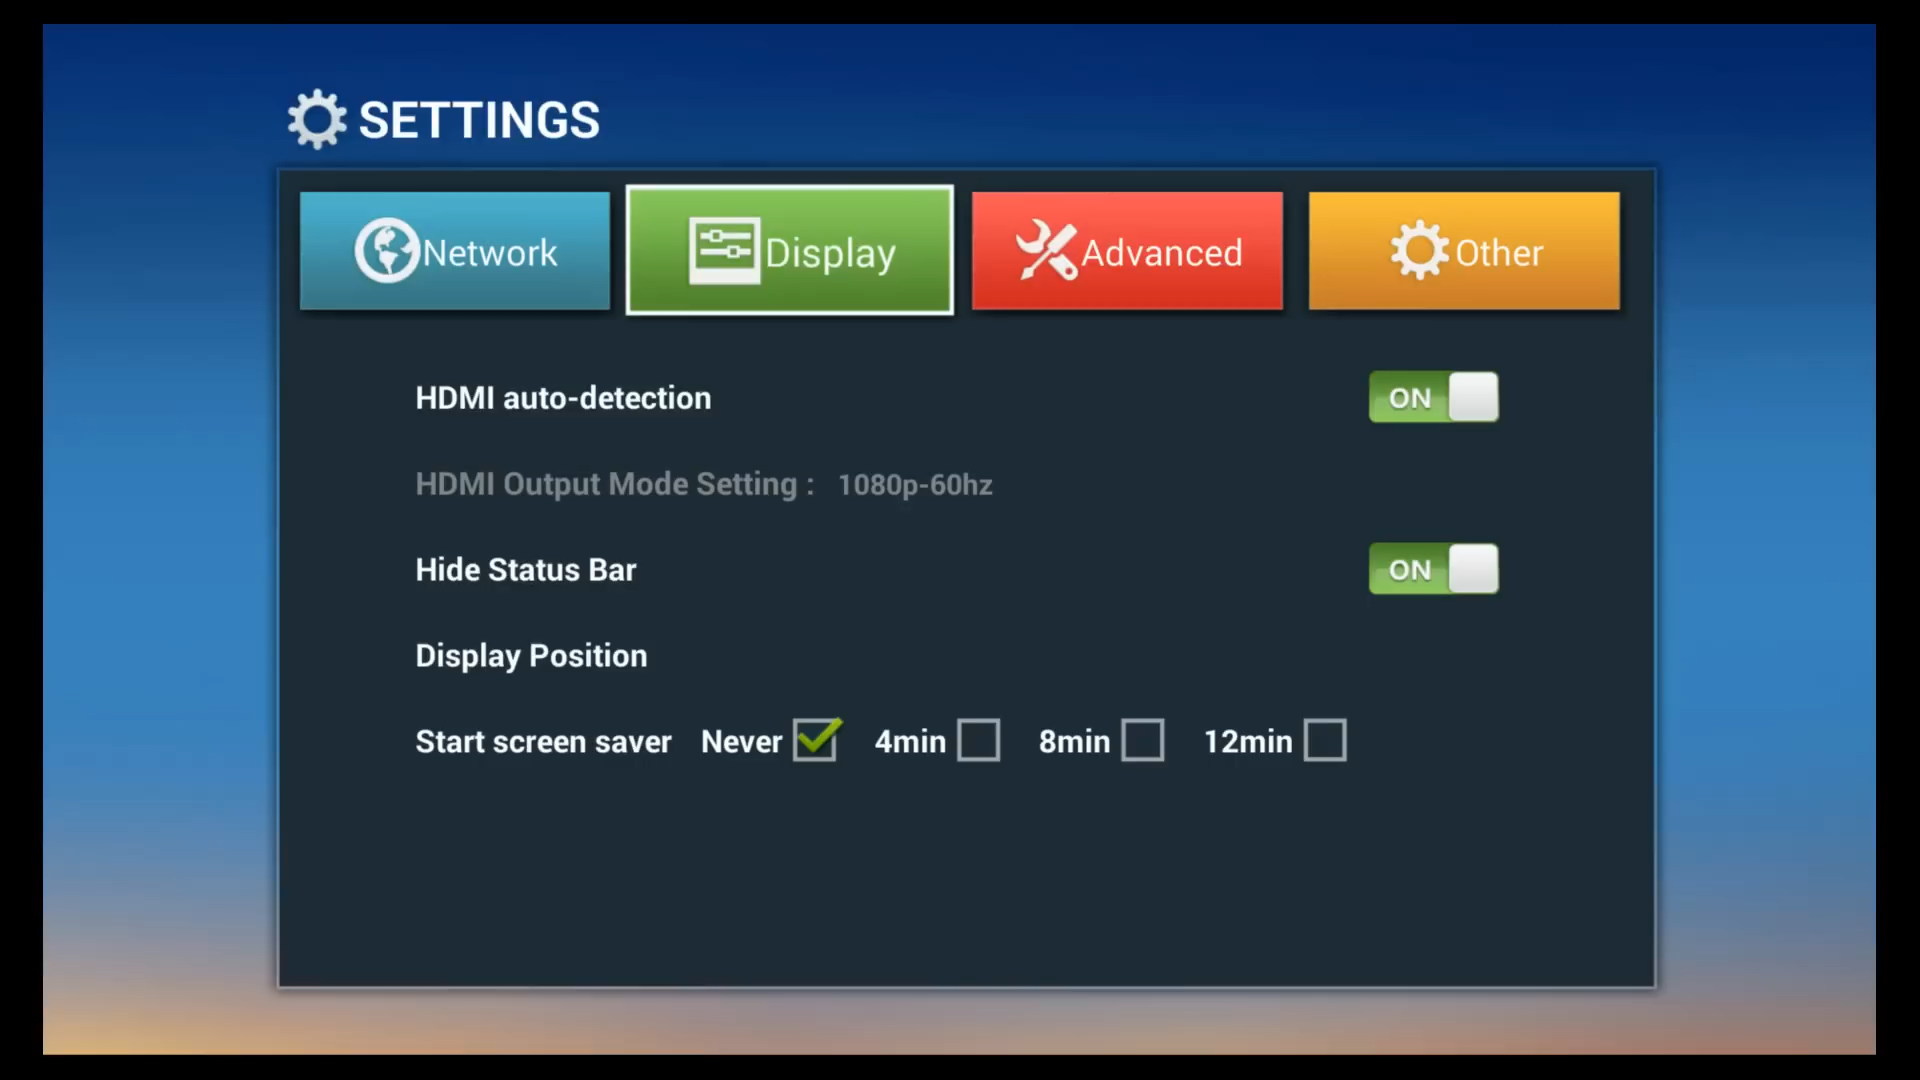 SETTINGS
Network Display Advanced Other
HDMI auto-detection ON
HDMI Output Mode Setting : 1080p-60hz
Hide Status Bar ON
Display Position
Start screen saver Never 4min 8min 12min